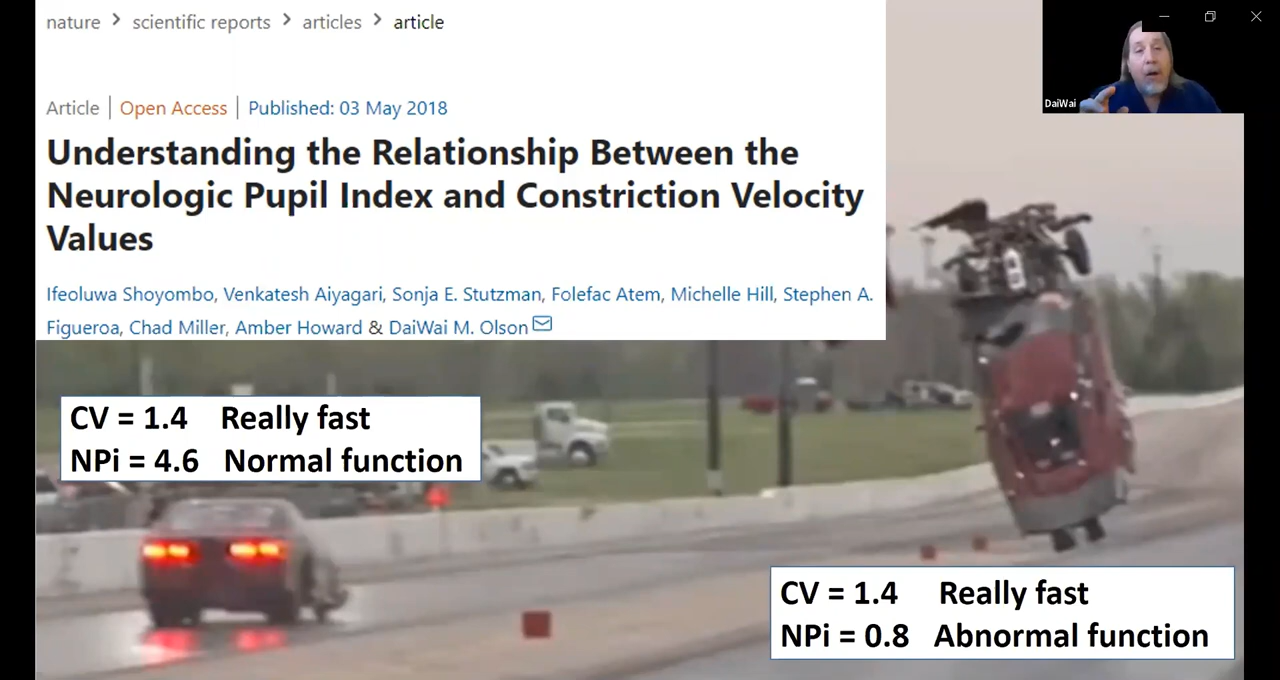 nature > scientific reports > articles > article
Article | Open Access | Published: 03 May 2018
Understanding the Relationship Between the
Neurologic Pupil Index and Constriction Velocity
Values
Ifeoluwa Shoyombo, Venkatesh Aiyagari, Sonja E. Stutzman, Folefac Atem, Michelle Hill, Stephen A.
Figueroa, Chad Miller, Amber Howard & DaiWai M. Olson
DaiWai
CV = 1.4 Really fast
NPi = 4.6 Normal function
CV = 1.4 Really fast
NPi = 0.8 Abnormal function